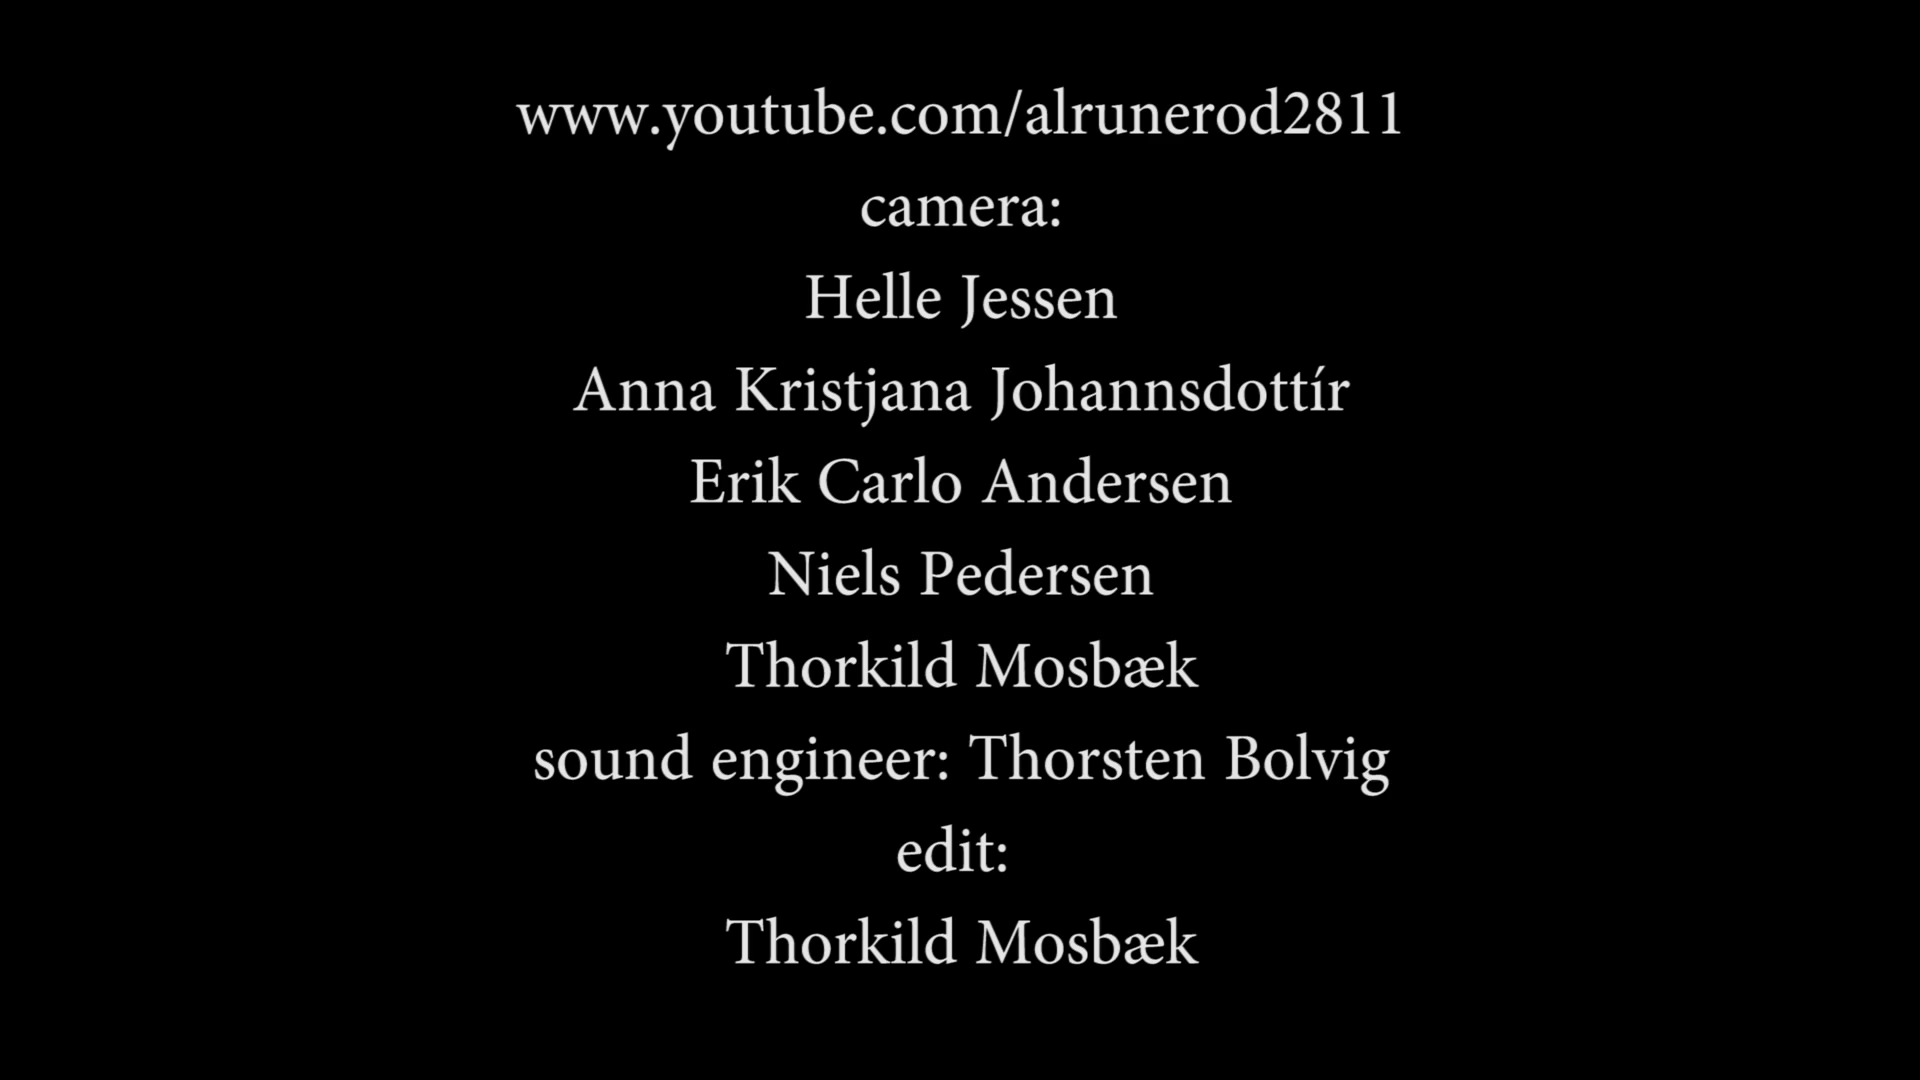 www.youtube.com/alrunerod2811
camera:
Helle Jessen
Anna Kristjana Johannsdottír
Erik Carlo Andersen
Niels Pedersen
Thorkild Mosbæk
sound engineer: Thorsten Bolvig
edit:
Thorkild Mosbæk